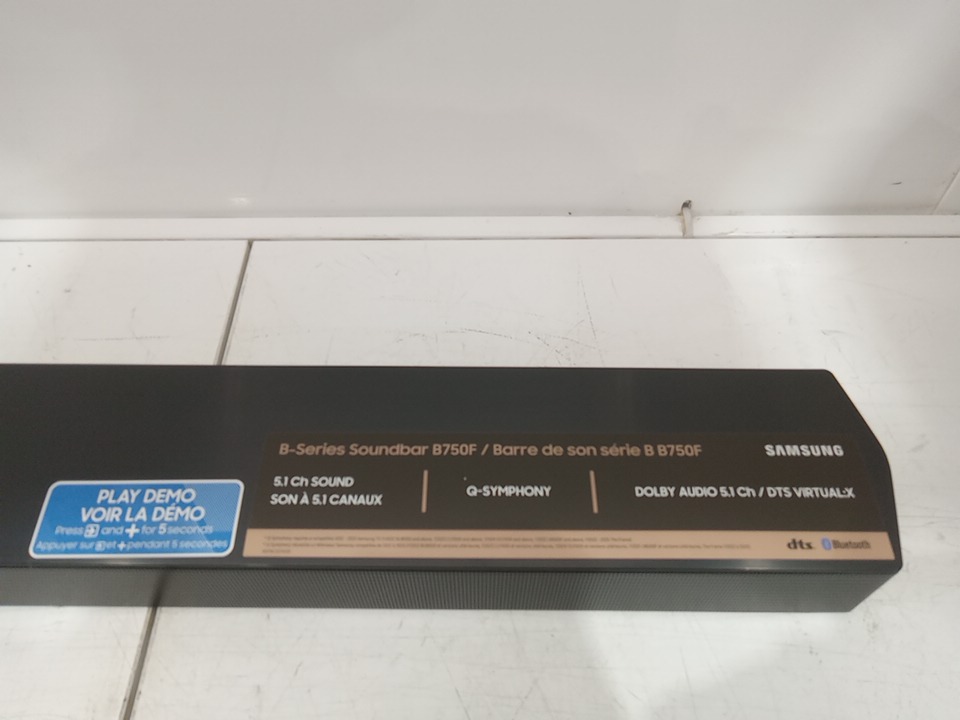 B-Series Soundbar B750F / Barre de son série B B750F
SAMSUNG
5.1 Ch SOUND
SON À 5.1 CANAUX
Q-SYMPHONY
DOLBY AUDIO 5.1 Ch / DTS VIRTUAL:X
PLAY DEMO
VOIR LA DÉMO
Press and + for 5 seconds
Appuyer sur et + pendant 5 secondes
dts Bluetooth